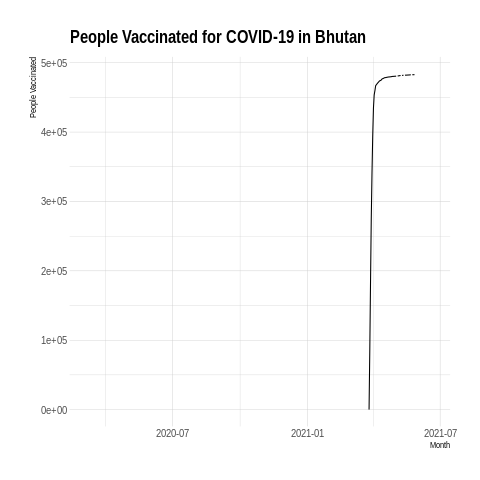 People Vaccinated for COVID-19 in Bhutan
People Vaccinated
5e+05
4e+05
3e+05
2e+05
1e+05
0e+00
2020-07 2021-01 2021-07
Month